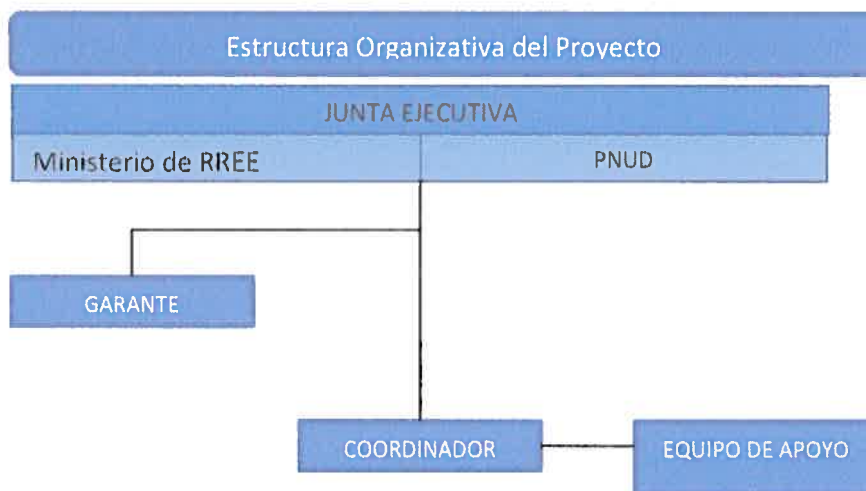 Estructura Organizativa del Proyecto
JUNTA EJECUTIVA
Ministerio de RREE
PNUD
GARANTE
COORDINADOR
EQUIPO DE APOYO